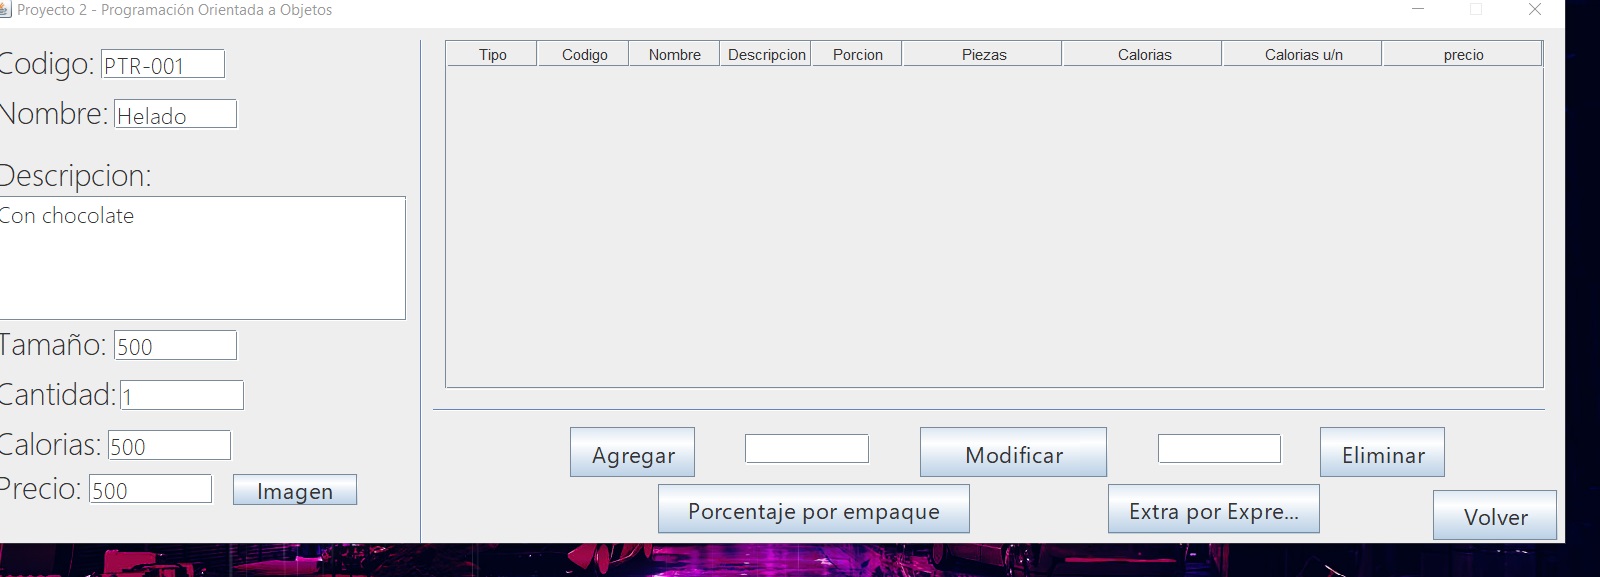 Proyecto 2 - Programación Orientada a Objetos
Codigo: PTR-001
Nombre: Helado
Descripcion:
Con chocolate
Tamaño: 500
Cantidad: 1
Calorias: 500
Precio: 500
Imagen
Tipo Codigo Nombre Descripcion Porcion Piezas Calorias Calorias u/n precio
Agregar Modificar Eliminar
Porcentaje por empaque Extra por Expre... Volver